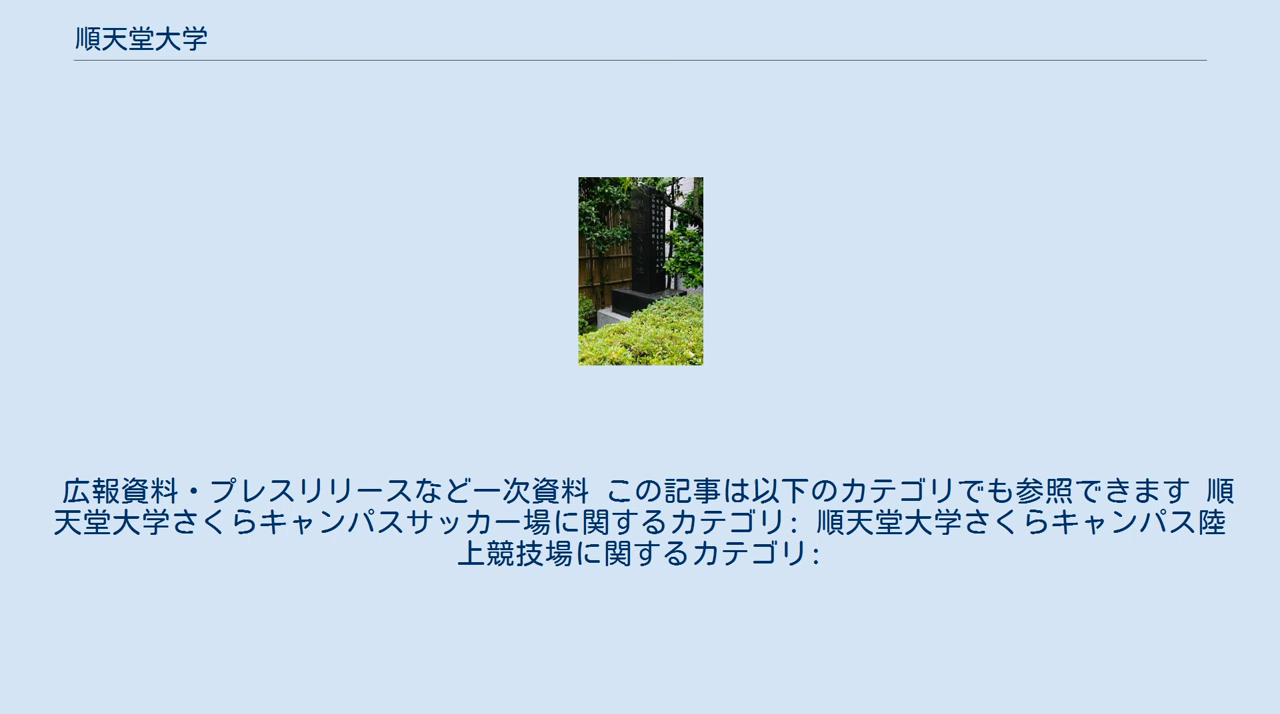 順天堂大学
広報資料・プレスリリースなど一次資料 この記事は以下のカテゴリでも参照できます 順
天堂大学さくらキャンパスサッカー場に関するカテゴリ: 順天堂大学さくらキャンパス陸
上競技場に関するカテゴリ: